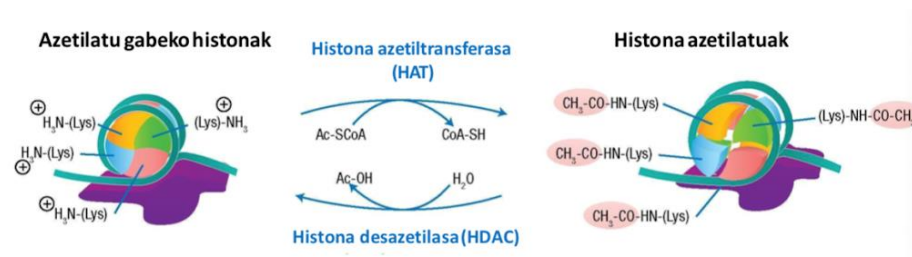 Azetilatu gabeko histonak
⊕
H₃N-(Lys)
⊕
(Lys)-NH₃
H₃N-(Lys)
⊕
⊕
H₃N-(Lys)
Histona azetiltransferasa
(HAT)
Ac-SCoA
CoA-SH
Ac-OH
H₂O
Histona desazetilasa (HDAC)
Histona azetilatuak
CH₃-CO-HN-(Lys)
(Lys)-NH-CO-CH
CH₃-CO-HN-(Lys)
CH₃-CO-HN-(Lys)